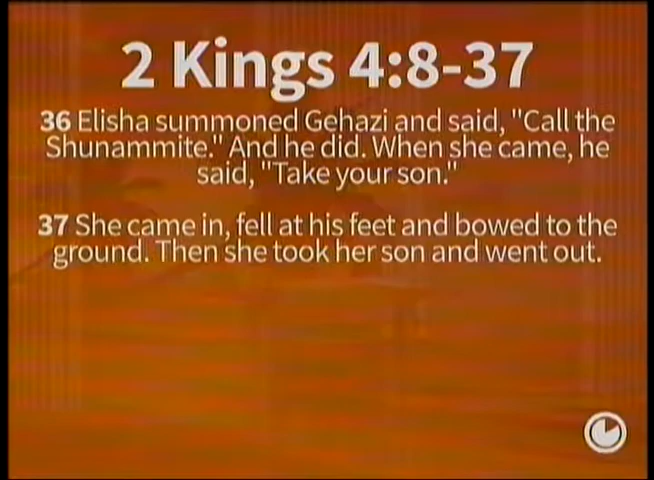 2 Kings 4:8-37
36 Elisha summoned Gehazi and said, "Call the
Shunammite." And he did. When she came, he
said, "Take your son."
37 She came in, fell at his feet and bowed to the
ground. Then she took her son and went out.